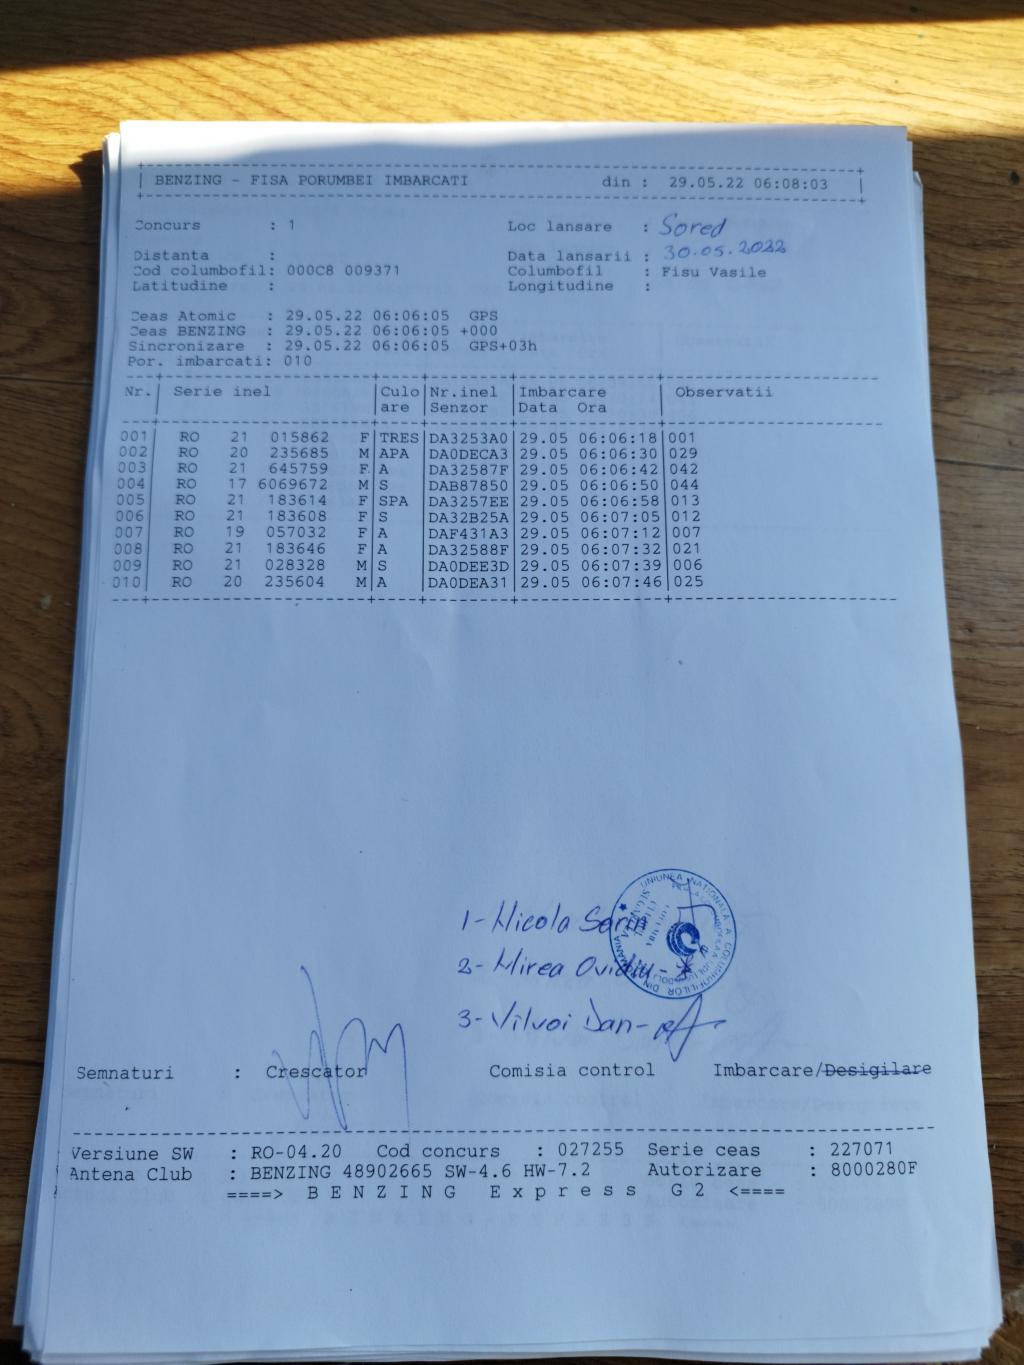 BENZING - FISA PORUMBEI IMBARCATI din : 29.05.22 06:08:03
Concurs : 1 Loc lansare : Sored
Distanta : Data lansarii : 30.05.2022
Cod columbofil: 000C8 009371 Columbofil : Fisu Vasile
Latitudine : Longitudine :
Ceas Atomic : 29.05.22 06:06:05 GPS
Ceas BENZING : 29.05.22 06:06:05 +000
Sincronizare : 29.05.22 06:06:05 GPS+03h
Por. imbarcati: 010
Nr. | Serie inel | Culo | Nr.inel | Imbarcare | Observatii
are | Senzor | Data Ora
001 RO 21 015862 F TRES DA3253A0 29.05 06:06:18 001
002 RO 20 235685 M APA DA0DECA3 29.05 06:06:30 029
003 RO 21 645759 F A DA32587F 29.05 06:06:42 042
004 RO 17 6069672 M S DAB87850 29.05 06:06:50 044
005 RO 21 183614 F SPA DA3257EE 29.05 06:06:58 013
006 RO 21 183608 F S DA32B25A 29.05 06:07:05 012
007 RO 19 057032 F A DAF431A3 29.05 06:07:12 007
008 RO 21 183646 F A DA32588F 29.05 06:07:32 021
009 RO 21 028328 M S DA0DEE3D 29.05 06:07:39 006
010 RO 20 235604 M A DA0DEA31 29.05 06:07:46 025
UNIUNEA NATIONALA A COLUMBOFILILOR DIN ROMANIA
1-Nicola Sorin
2-Mirea Ovidiu-
3-Vilvoi Dan-
Semnaturi : Crescator Comisia control Imbarcare/Desigilare
Versiune SW : RO-04.20 Cod concurs : 027255 Serie ceas : 227071
Antena Club : BENZING 48902665 SW-4.6 HW-7.2 Autorizare : 8000280F
====> B E N Z I N G E x p r e s s G 2 <====